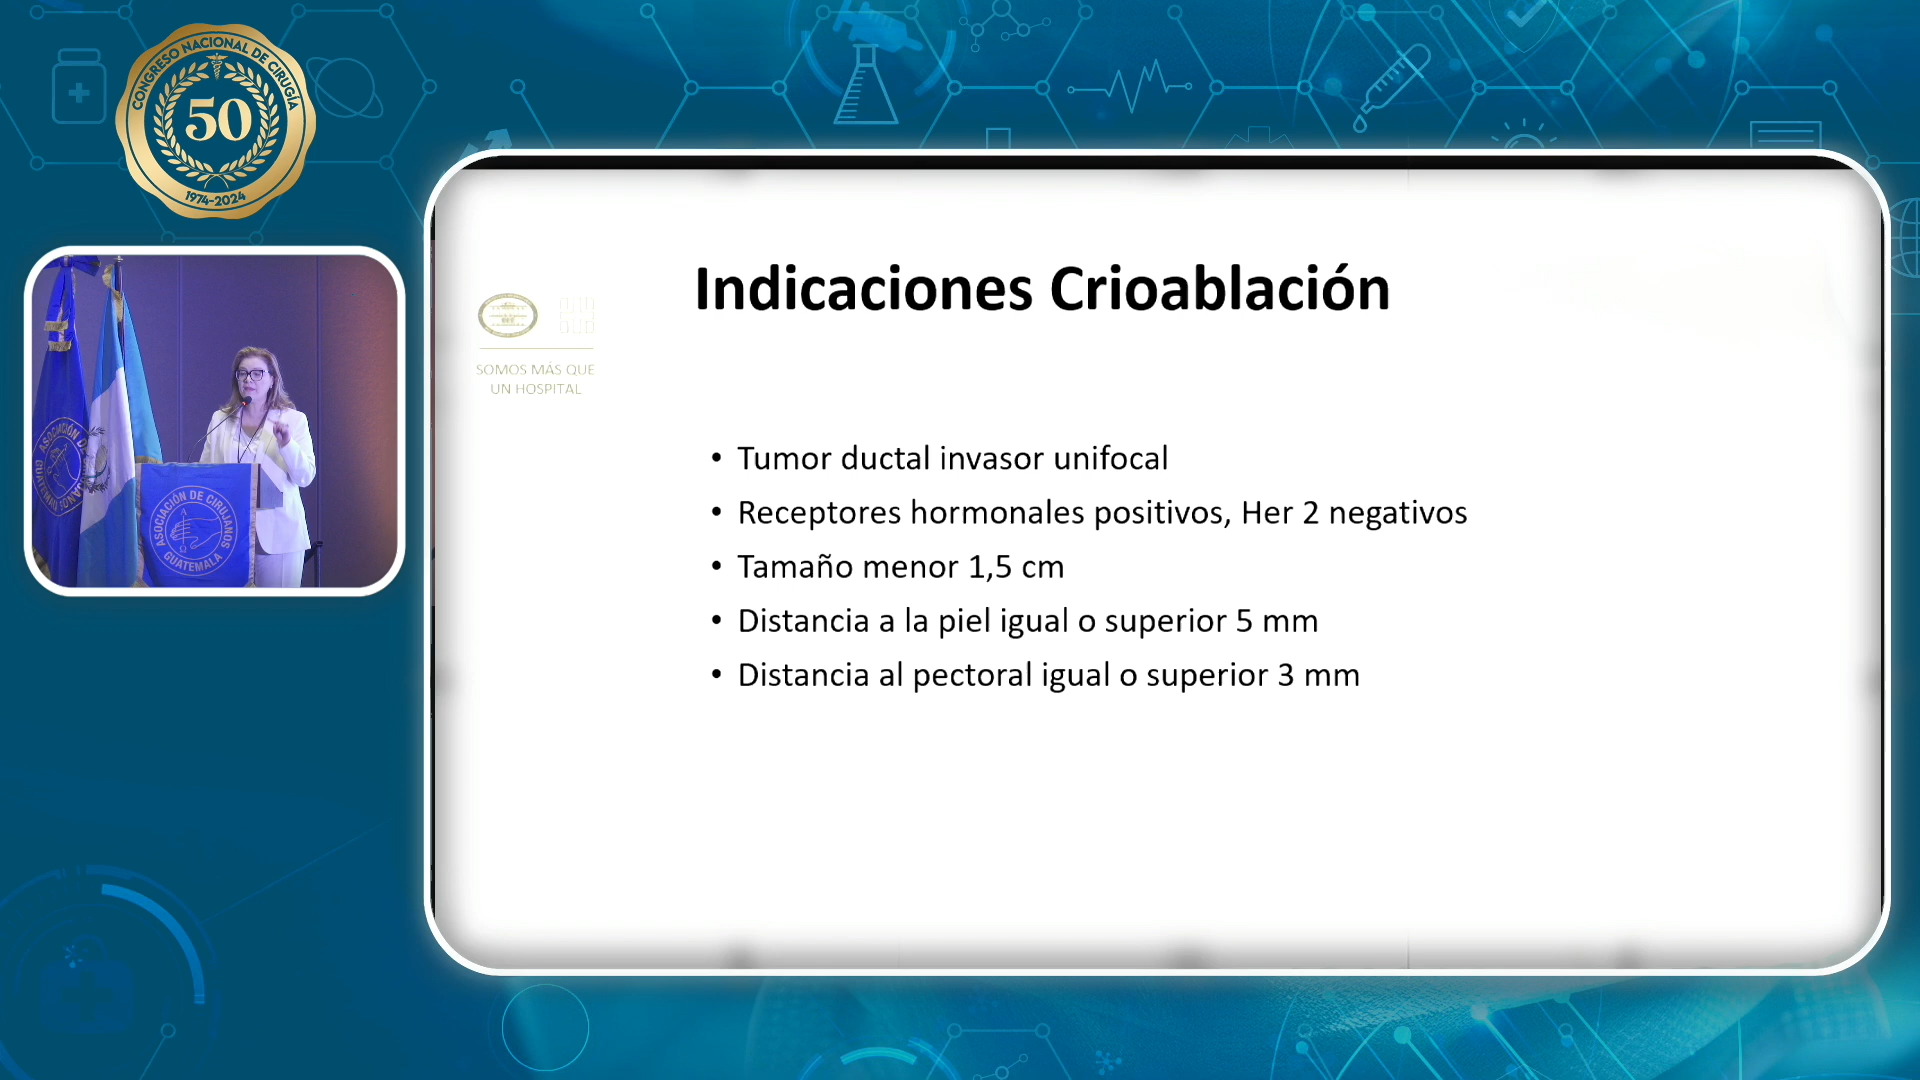 CONGRESO NACIONAL DE CIRUGÍA
50
1974-2024
ASOCIACIÓN DE CIRUJANOS
GUATEMALA
SOMOS MÁS QUE
UN HOSPITAL
Indicaciones Crioablación
• Tumor ductal invasor unifocal
• Receptores hormonales positivos, Her 2 negativos
• Tamaño menor 1,5 cm
• Distancia a la piel igual o superior 5 mm
• Distancia al pectoral igual o superior 3 mm